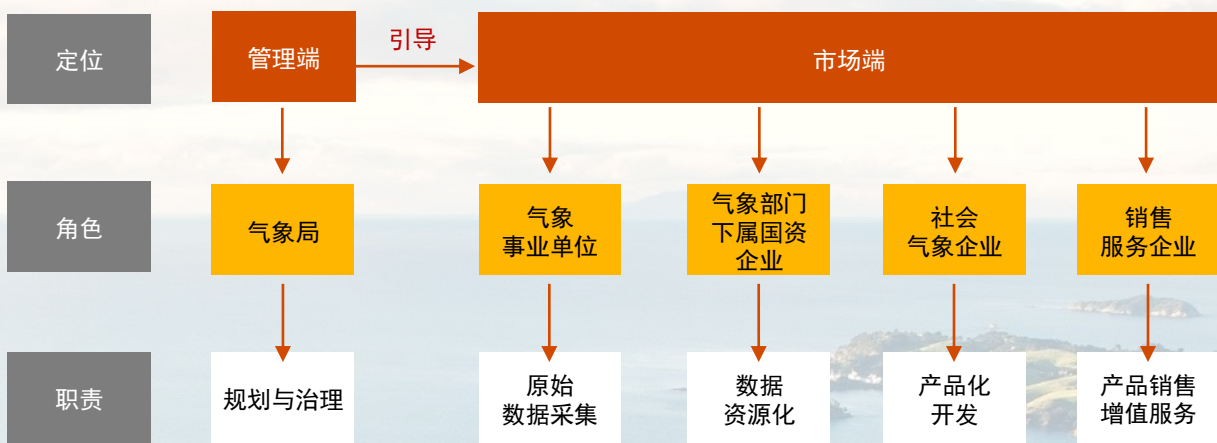 定位
管理端
引导
市场端
角色
气象局
气象
事业单位
气象部门
下属国资
企业
社会
气象企业
销售
服务企业
职责
规划与治理
原始
数据采集
数据
资源化
产品化
开发
产品销售
增值服务